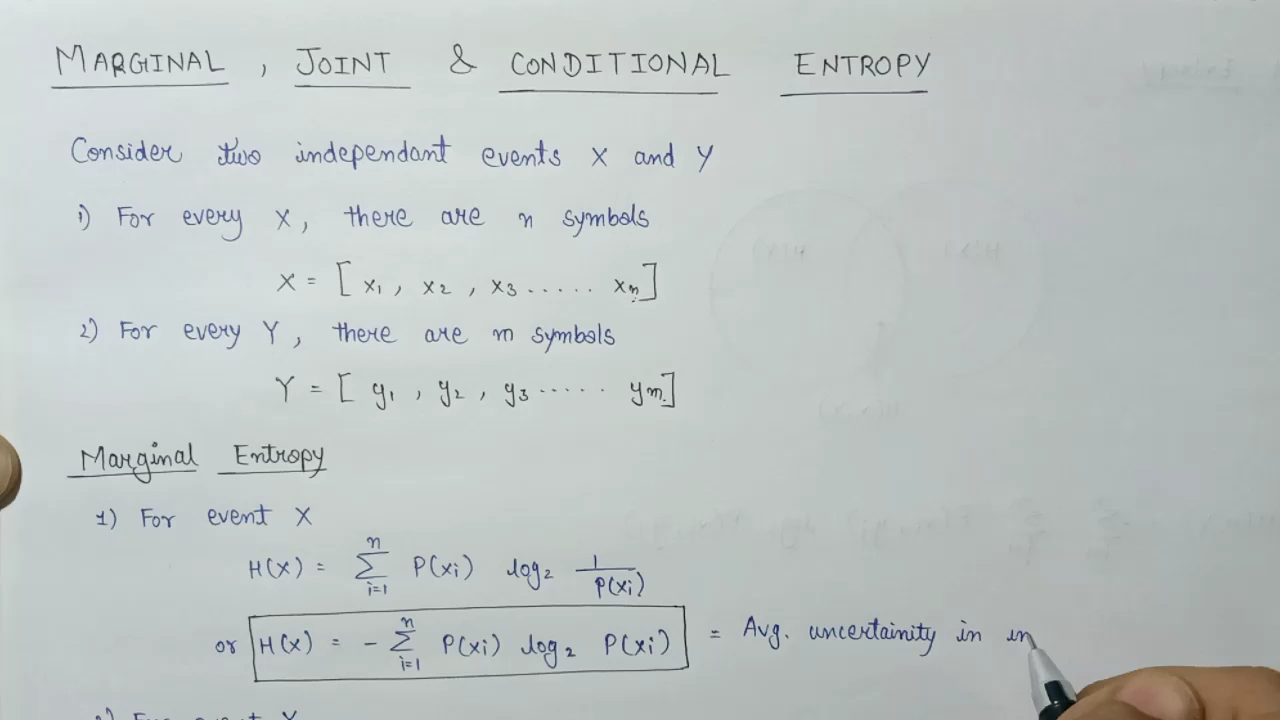 MARGINAL , JOINT & CONDITIONAL ENTROPY
Consider two independant events X and Y
1) For every X, there are n symbols
X = [ x1 , x2 , x3 ..... xn ]
2) For every Y, there are m symbols
Y = [ y1 , y2 , y3 ..... ym ]
Marginal Entropy
1) For event X
H(X) = n∑i=1 P(xi) log2 1/P(xi)
or H(X) = - n∑i=1 P(xi) log2 P(xi) = Avg. uncertainity in in